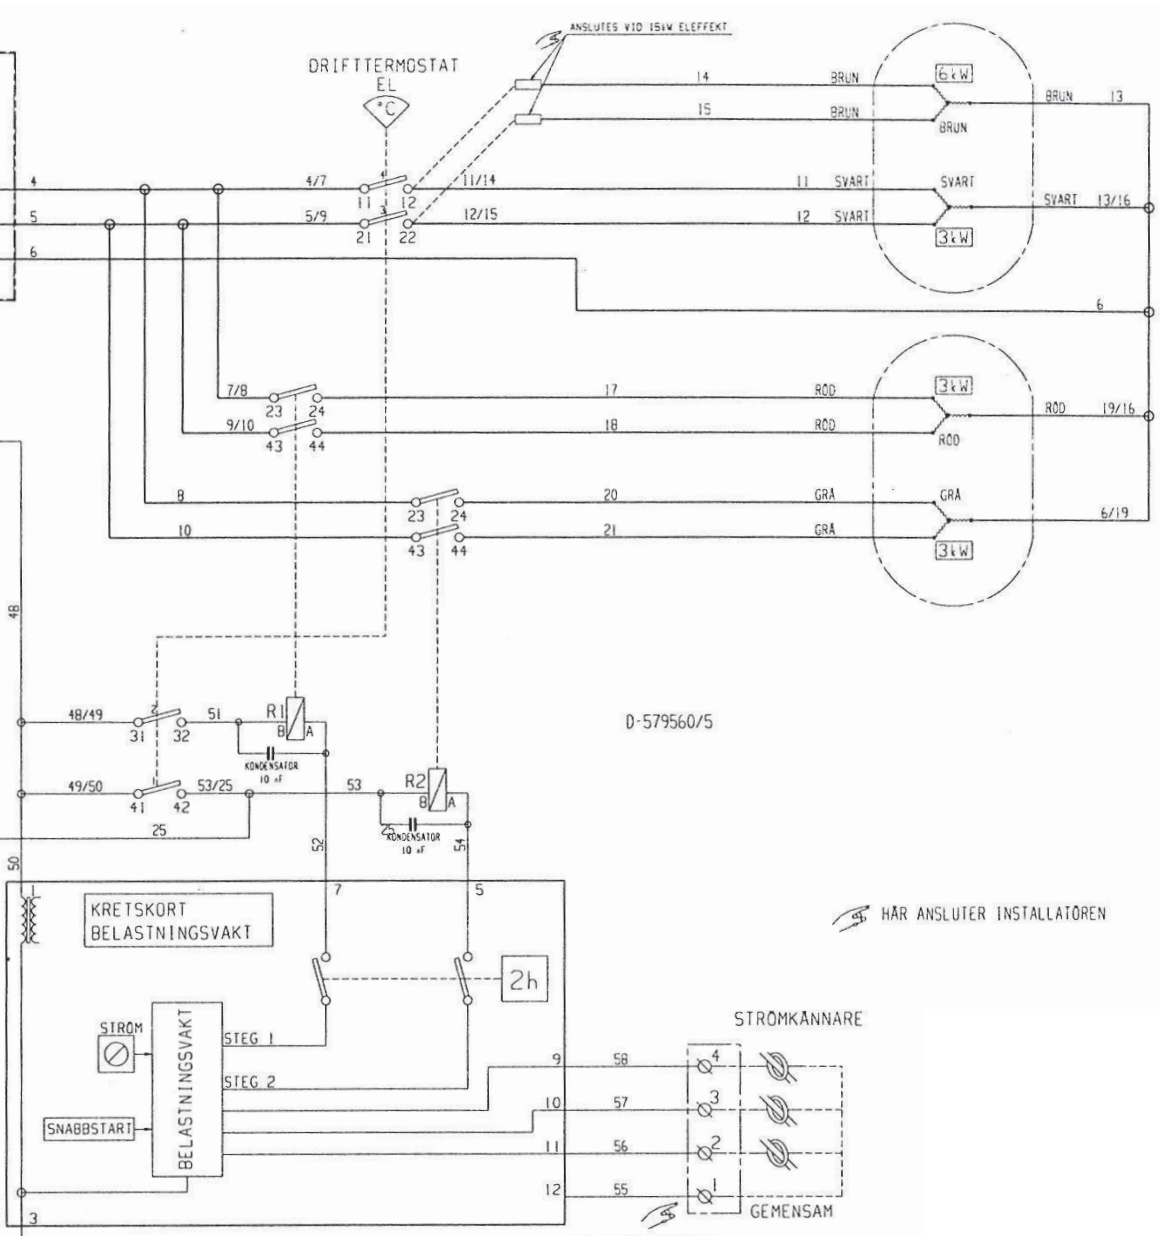 ANSLUTES VID 15kW ELEFFEKT
DRIFTTERMOSTAT
EL
°C
14 BRUN 6kW
BRUN 13
15 BRUN
BRUN
4 4/7 4 11/14 11 SVART SVART
11 12
SVART 13/16
5 5/9 3 12/15 12 SVART
21 22
3kW
6
6
7/8 17 RÖD 3kW
23 24
RÖD 19/16
9/10 18 RÖD
43 44
RÖD
8 20 GRÅ GRÅ
23 24
6/19
10 21 GRÅ
43 44
3kW
48
48/49 2 51 R1
B A
31 32
KONDENSATOR
10 nF
D-579560/5
49/50 1 53/25 53 R2
B A
41 42
25
25
KONDENSATOR
10 nF
52
54
50
1 7 5
KRETSKORT
BELASTNINGSVAKT
HÄR ANSLUTER INSTALLATÖREN
2h
STRÖM
BELASTNINGSVAKT
STEG 1
STEG 2
SNABBSTART
STRÖMKÄNNARE
9 58 4
10 57 3
11 56 2
12 55 1
GEMENSAM
3